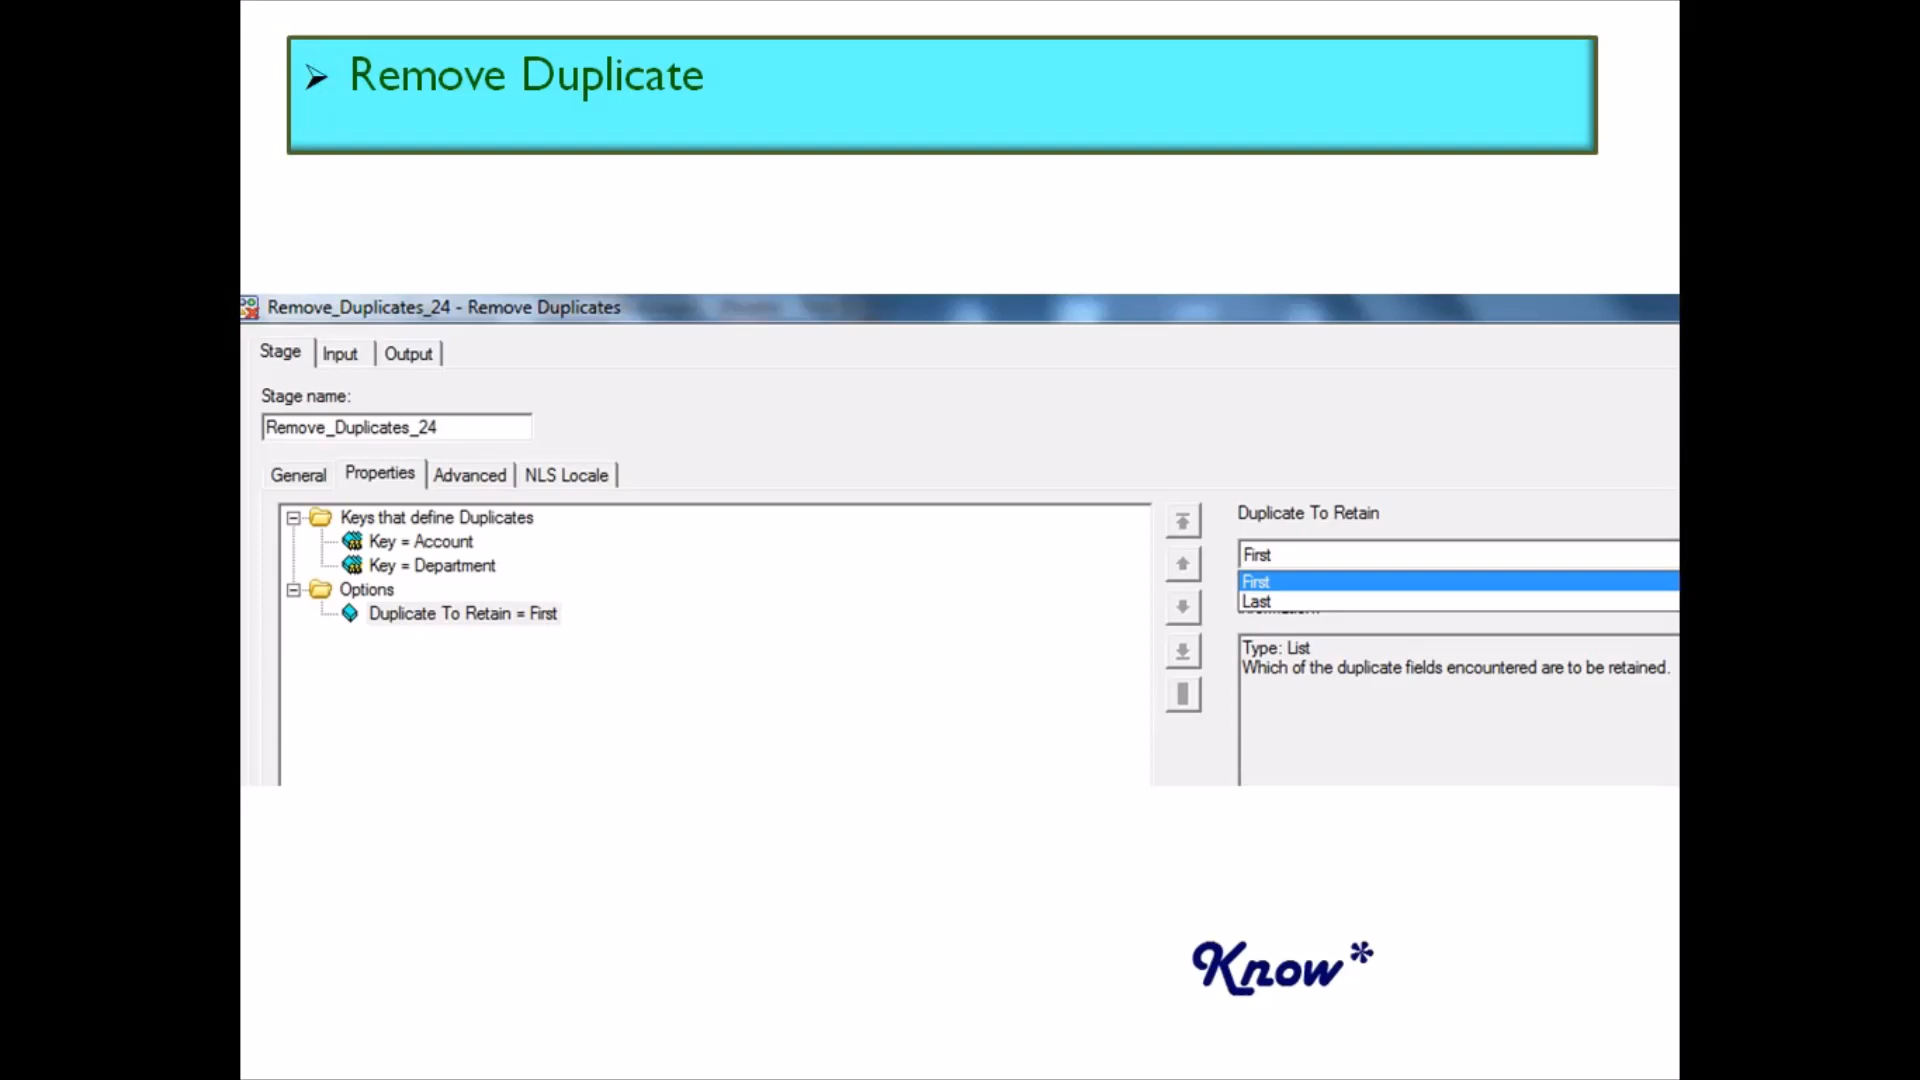 Remove Duplicate
Remove_Duplicates_24 - Remove Duplicates
Stage Input Output
Stage name:
Remove_Duplicates_24
General Properties Advanced NLS Locale
Keys that define Duplicates
Key = Account
Key = Department
Options
Duplicate To Retain = First
Duplicate To Retain
First
First
Last
Type: List
Which of the duplicate fields encountered are to be retained.
Know*